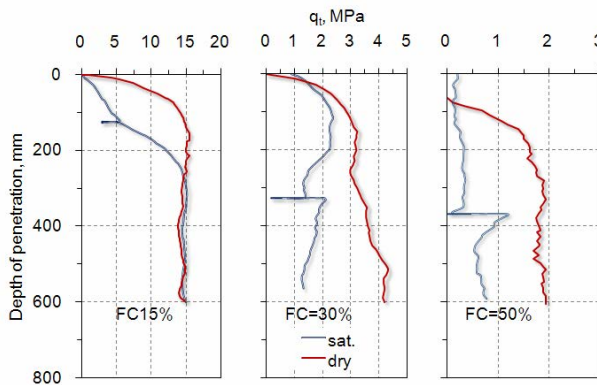 qt, MPa
0 5 10 15 20
0 1 2 3 4 5
0 1 2 3
0
200
400
600
800
Depth of penetration, mm
FC15%
FC=30%
FC=50%
sat.
dry